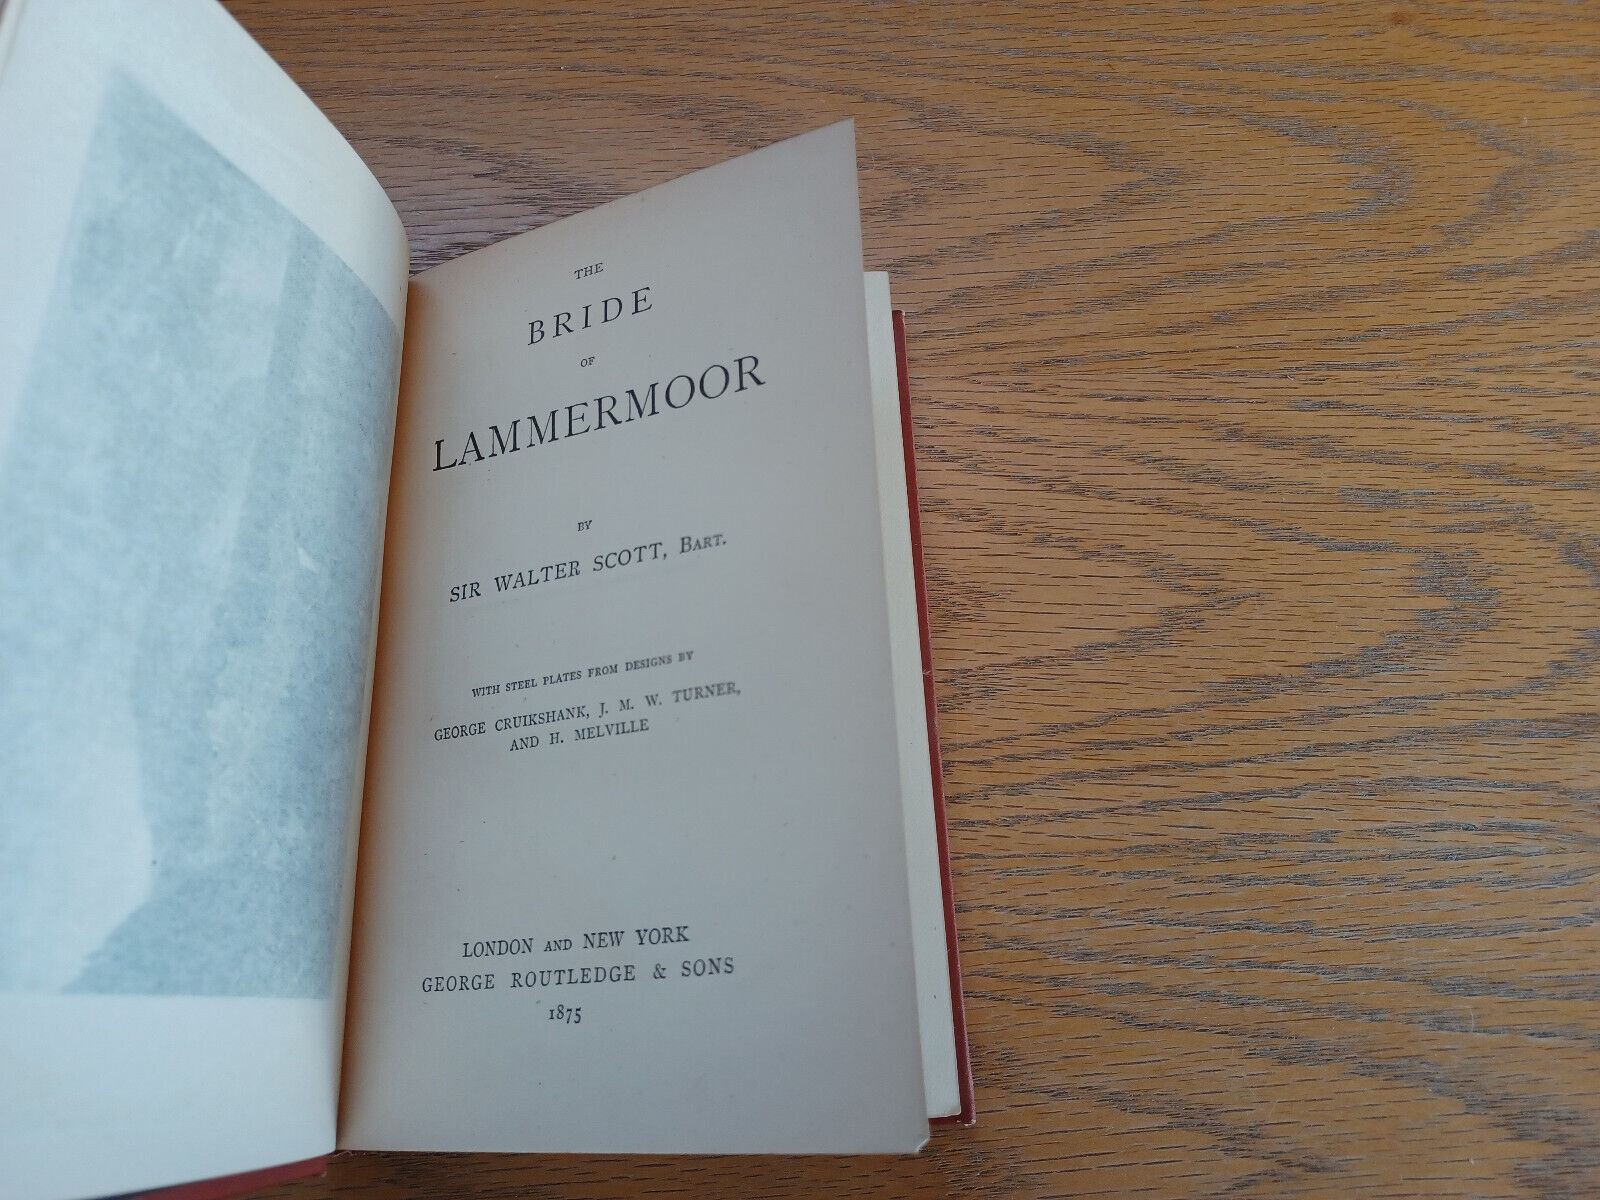 THE
BRIDE
OF
LAMMERMOOR
BY
SIR WALTER SCOTT, BART.
WITH STEEL PLATES FROM DESIGNS BY
GEORGE CRUIKSHANK, J. M. W. TURNER,
AND H. MELVILLE
LONDON AND NEW YORK
GEORGE ROUTLEDGE & SONS
1875